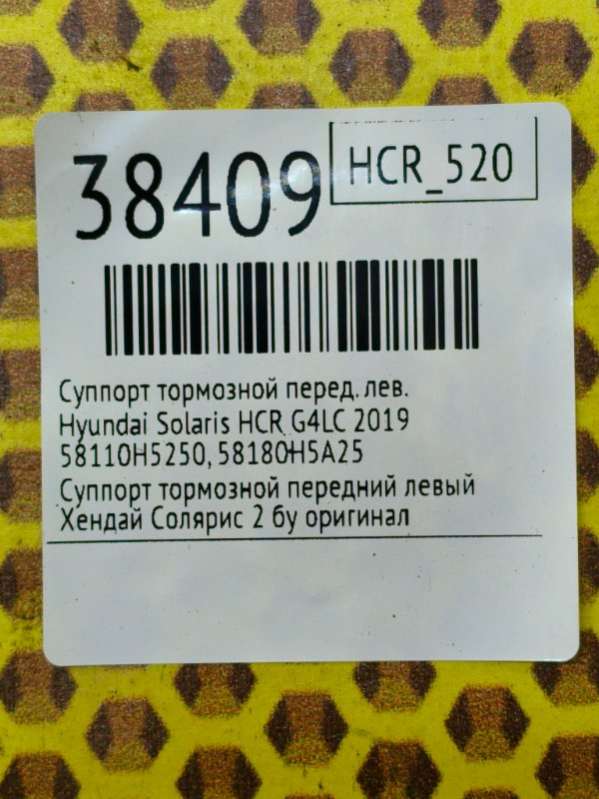 38409
HCR_520
Суппорт тормозной перед. лев.
Hyundai Solaris HCR G4LC 2019
58110H5250, 58180H5A25
Суппорт тормозной передний левый
Хендай Солярис 2 бу оригинал